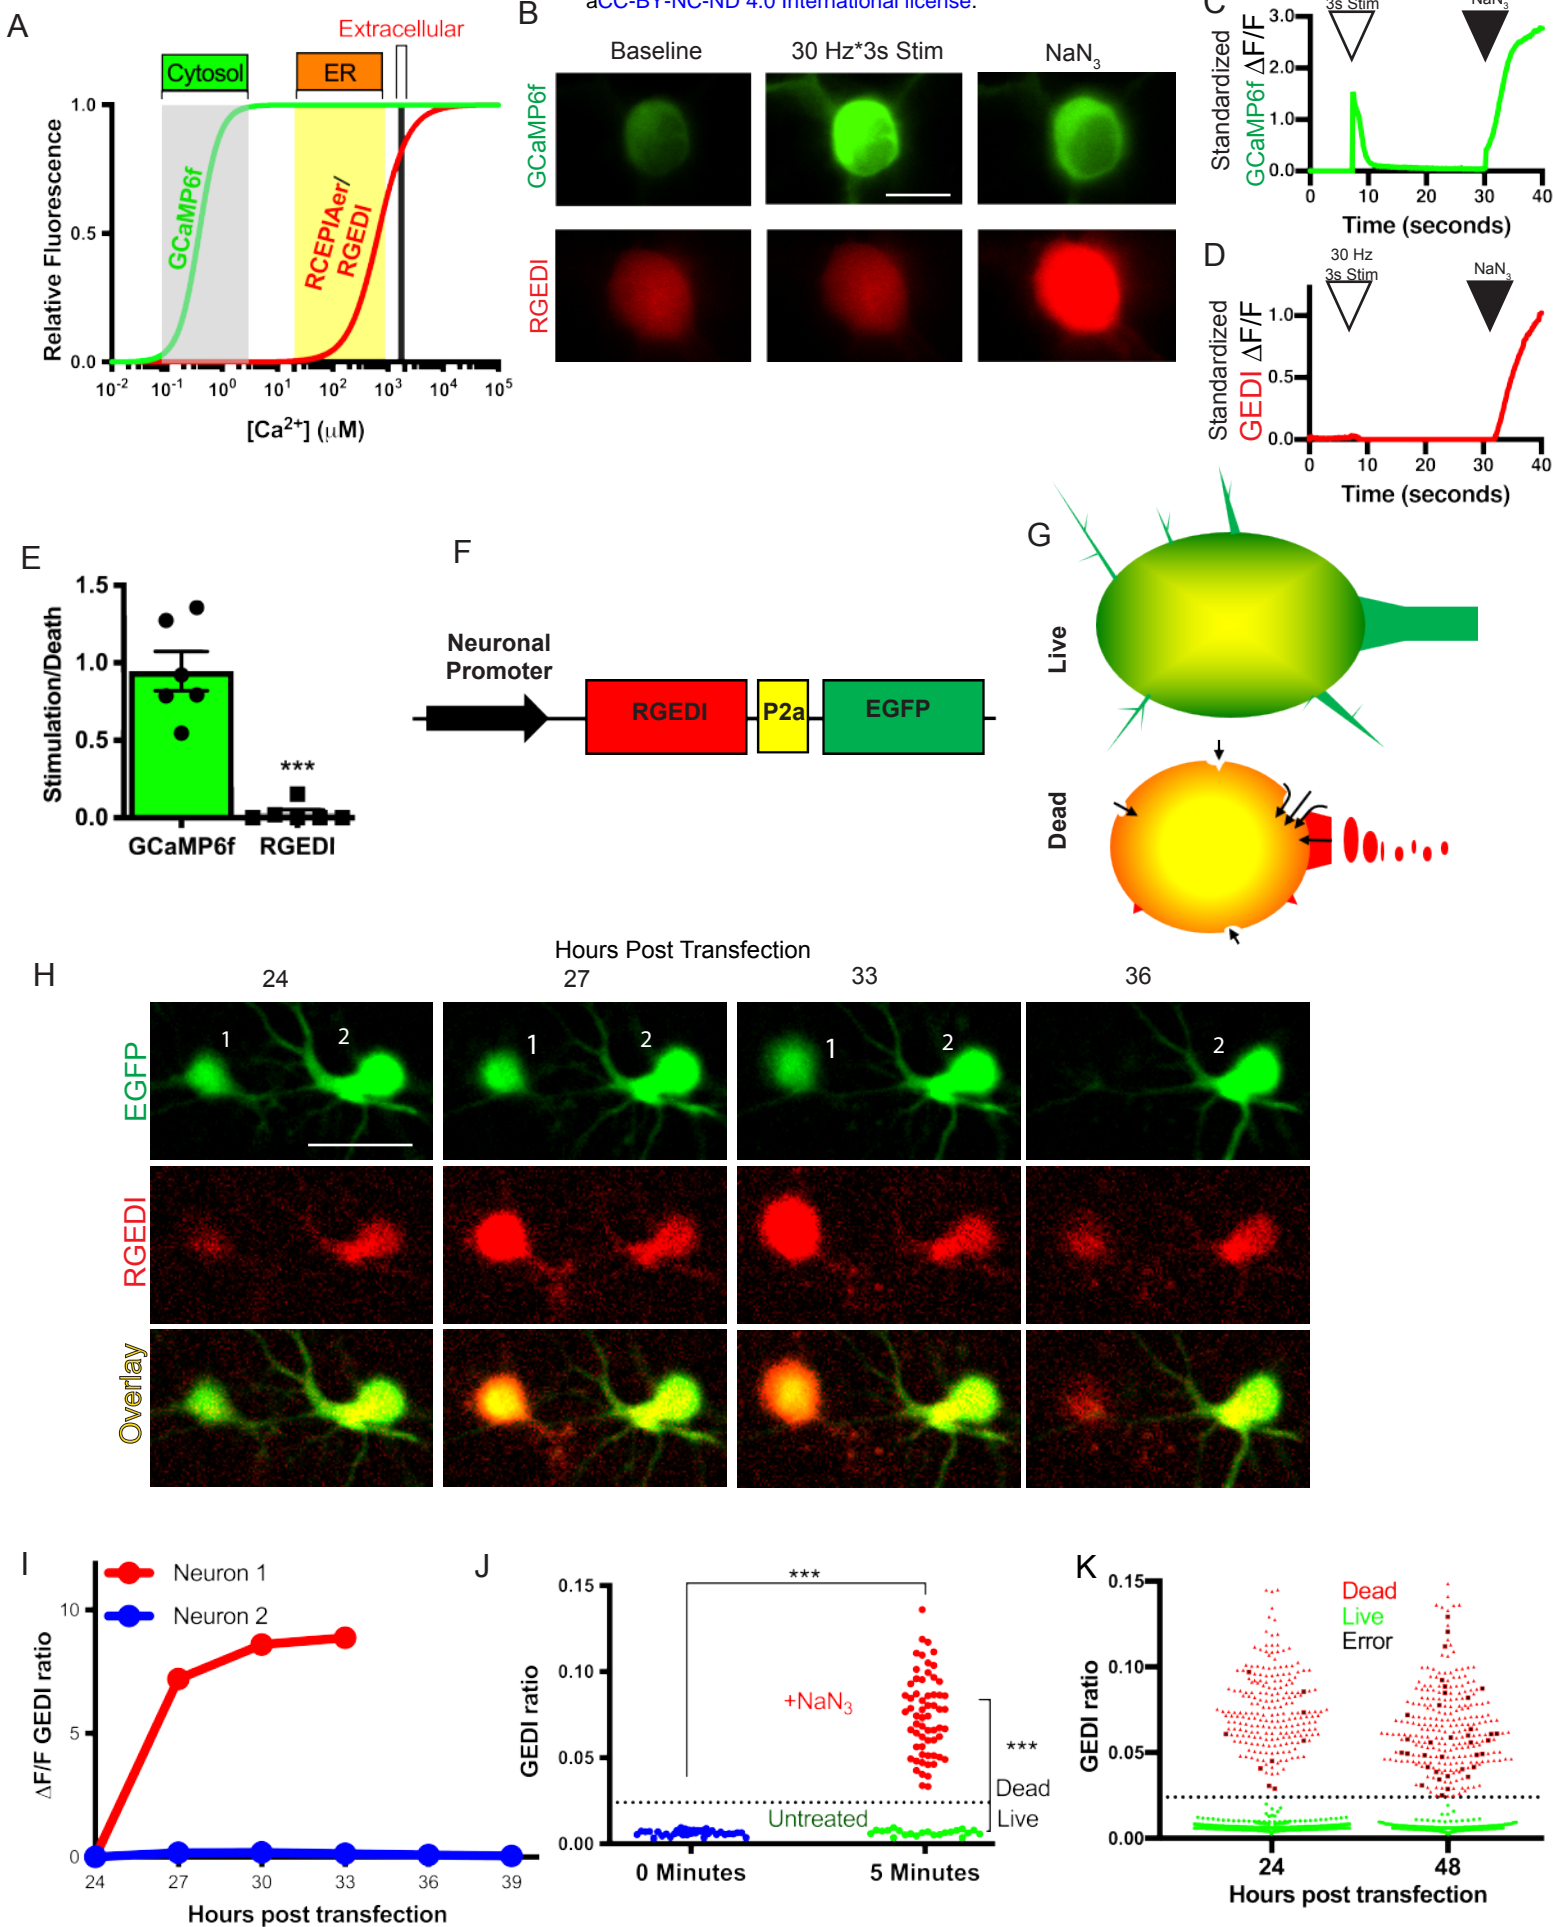 aCC-BY-NC-ND 4.0 International license.
A
Extracellular
Cytosol
ER
Relative Fluorescence
1.0
0.5
0.0
GCaMP6f
RCEPIAer/
RGEDI
10-2 10-1 100 101 102 103 104 105
[Ca2+] (µM)
B
Baseline
30 Hz*3s Stim
NaN3
GCaMP6f
RGEDI
C
3s Stim
NaN3
Standardized
GCaMP6f ΔF/F
3.0
2.0
1.0
0.0
0 10 20 30 40
Time (seconds)
D
30 Hz
3s Stim
NaN3
Standardized
GEDI ΔF/F
1.0
0.5
0.0
0 10 20 30 40
Time (seconds)
E
Stimulation/Death
1.5
1.0
0.5
0.0
***
GCaMP6f RGEDI
F
Neuronal
Promoter
RGEDI
P2a
EGFP
G
Live
Dead
H
Hours Post Transfection
24 27 33 36
EGFP
1 2
1 2
1 2
2
RGEDI
Overlay
I
Neuron 1
Neuron 2
ΔF/F GEDI ratio
10
5
0
24 27 30 33 36 39
Hours post transfection
J
***
GEDI ratio
0.15
0.10
0.05
0.00
+NaN3
***
Dead
Untreated
Live
0 Minutes 5 Minutes
K
Dead
Live
Error
GEDI ratio
0.15
0.10
0.05
0.00
24 48
Hours post transfection